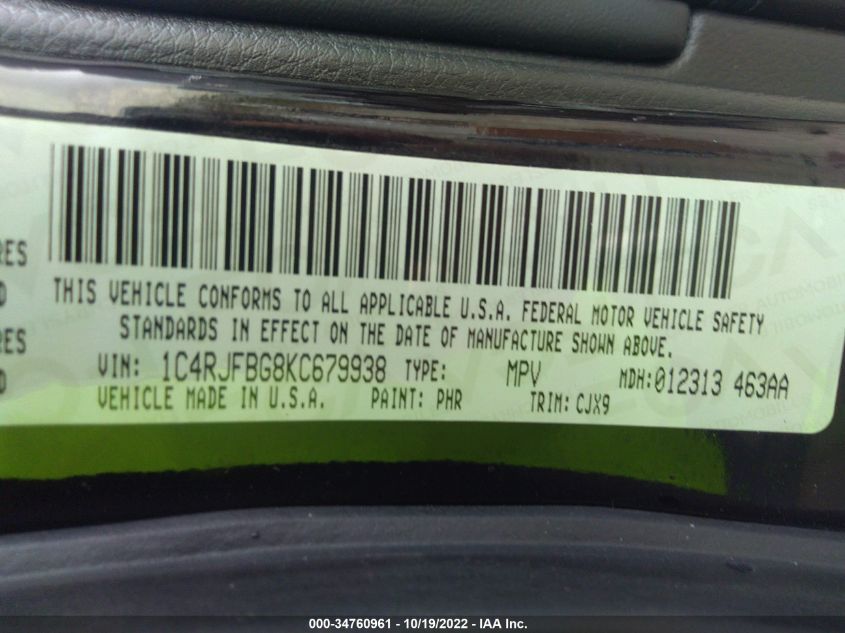 RES
D
RES
D
THIS VEHICLE CONFORMS TO ALL APPLICABLE U.S.A. FEDERAL MOTOR VEHICLE SAFETY
STANDARDS IN EFFECT ON THE DATE OF MANUFACTURE SHOWN ABOVE.
VIN: 1C4RJFBG8KC679938 TYPE: MPV MDH:012313 463AA
VEHICLE MADE IN U.S.A. PAINT: PHR TRIM: CJX9
000-34760961 - 10/19/2022 - IAA Inc.